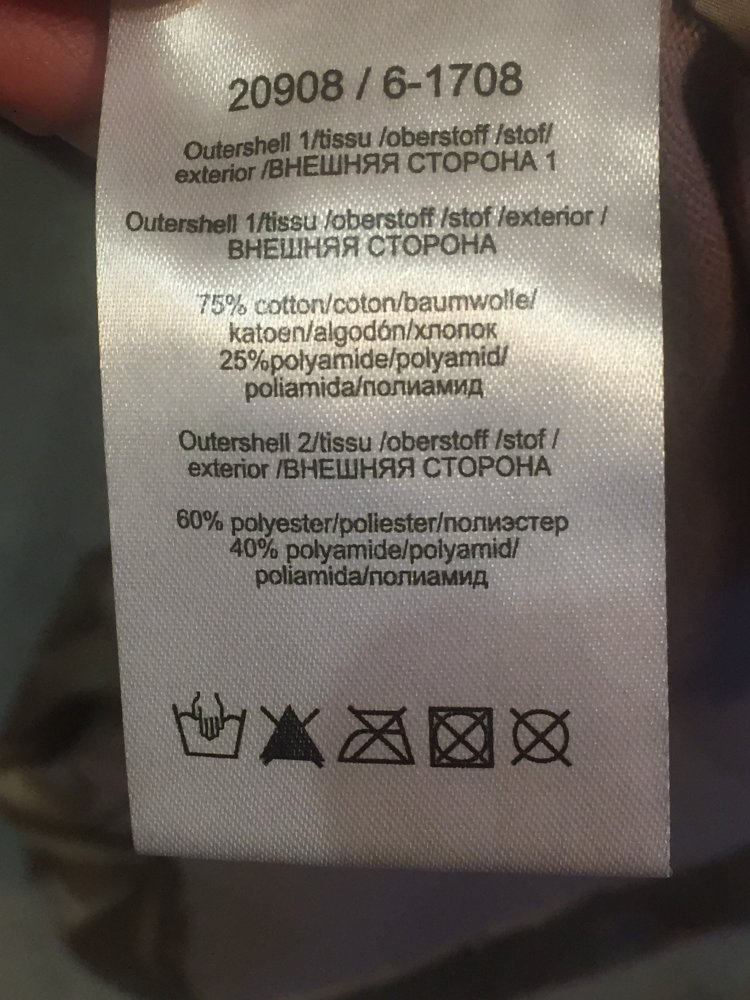 20908 / 6-1708
Outershell 1/tissu /oberstoff /stof/
exterior /ВНЕШНЯЯ СТОРОНА 1
Outershell 1/tissu /oberstoff /stof /exterior /
ВНЕШНЯЯ СТОРОНА
75% cotton/coton/baumwolle/
katoen/algodón/хлопок
25%polyamide/polyamid/
poliamida/полиамид
Outershell 2/tissu /oberstoff /stof /
exterior /ВНЕШНЯЯ СТОРОНА
60% polyester/poliester/полиэстер
40% polyamide/polyamid/
poliamida/полиамид